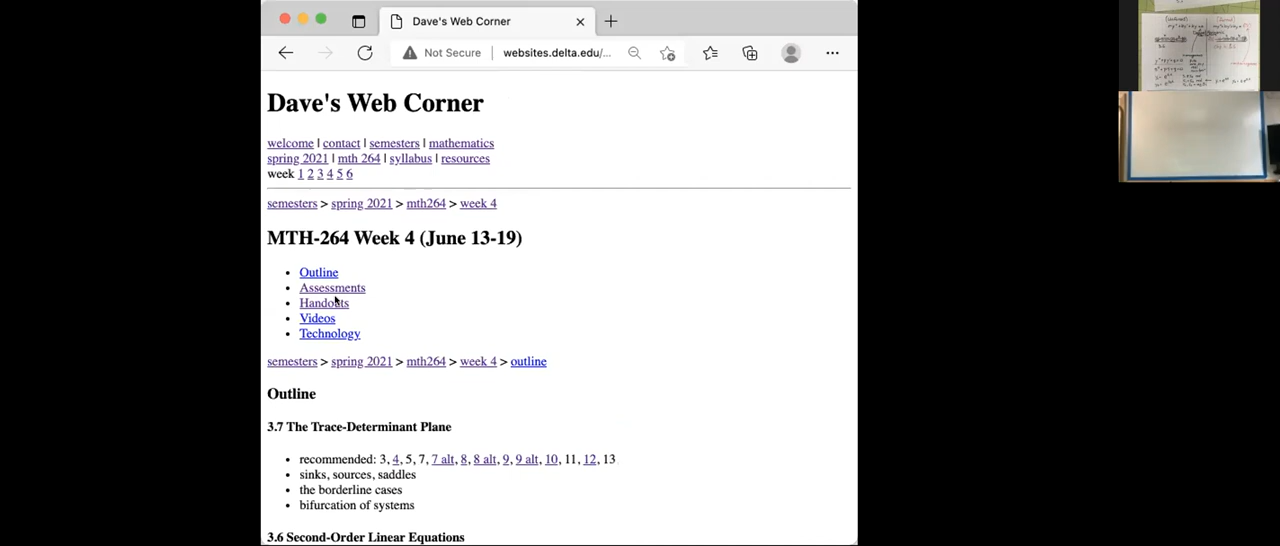 Dave's Web Corner
Not Secure
websites.delta.edu/...
Dave's Web Corner
welcome | contact | semesters | mathematics
spring 2021 | mth 264 | syllabus | resources
week 1 2 3 4 5 6
semesters > spring 2021 > mth264 > week 4
MTH-264 Week 4 (June 13-19)
• Outline
• Assessments
• Handouts
• Videos
• Technology
semesters > spring 2021 > mth264 > week 4 > outline
Outline
3.7 The Trace-Determinant Plane
• recommended: 3, 4, 5, 7, 7 alt, 8, 8 alt, 9, 9 alt, 10, 11, 12, 13
• sinks, sources, saddles
• the borderline cases
• bifurcation of systems
3.6 Second-Order Linear Equations